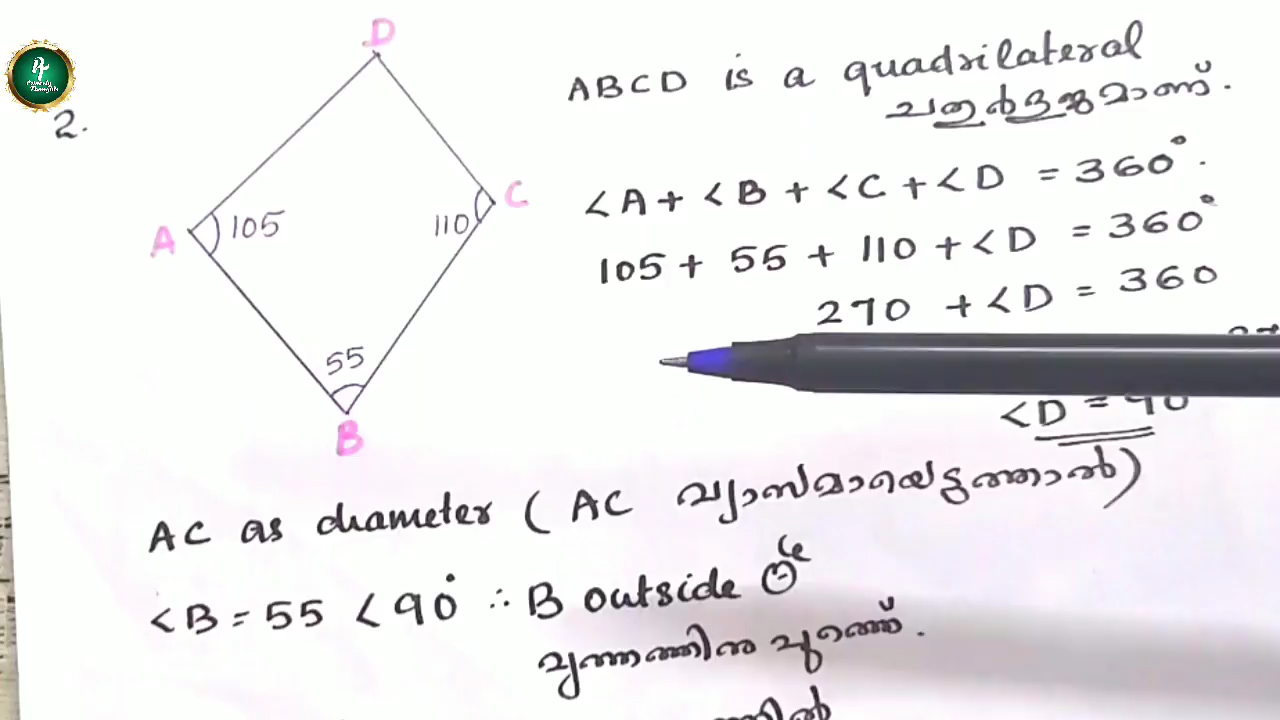 2.
D
A
105
110
C
55
B
ABCD is a quadrilateral
ചതുർഭുജമാണ്.
<A + <B + <C + <D = 360°.
105 + 55 + 110 + <D = 360°
270 + <D = 360
<D = 90
AC as diameter ( AC വ്യാസമായെടുത്താൽ)
<B = 55 < 90° ∴ B outside
വൃത്തത്തിനു പുറത്ത്.